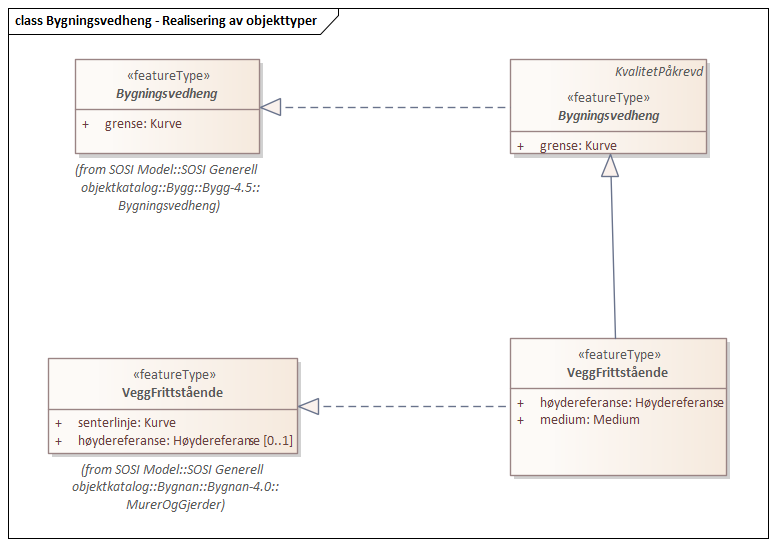 class Bygningsvedheng - Realisering av objekttyper
«featureType»
Bygningsvedheng
+ grense: Kurve
(from SOSI Model::SOSI Generell
objektkatalog::Bygg::Bygg-4.5::
Bygningsvedheng)
KvalitetPåkrevd
«featureType»
Bygningsvedheng
+ grense: Kurve
«featureType»
VeggFrittstående
+ senterlinje: Kurve
+ høydereferanse: Høydereferanse [0..1]
(from SOSI Model::SOSI Generell
objektkatalog::Bygnan::Bygnan-4.0::
MurerOgGjerder)
«featureType»
VeggFrittstående
+ høydereferanse: Høydereferanse
+ medium: Medium